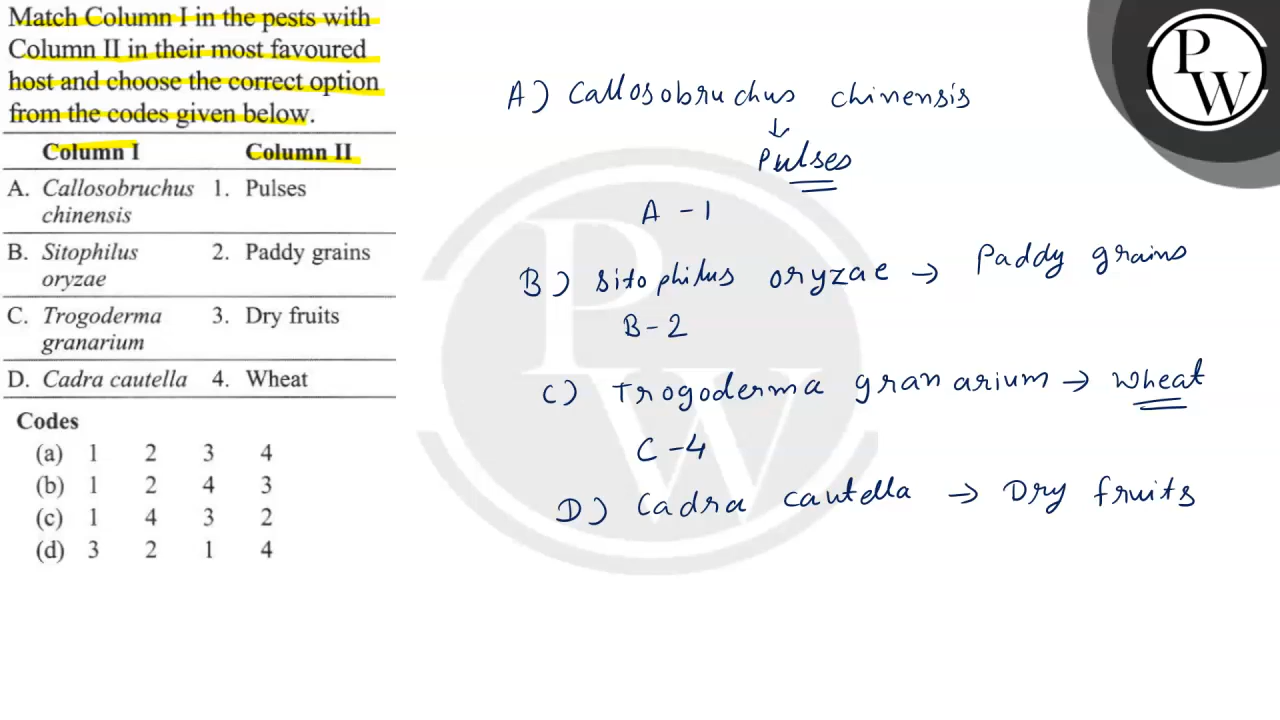 Match Column I in the pests with
Column II in their most favoured
host and choose the correct option
from the codes given below.
Column I Column II
A. Callosobruchus chinensis 1. Pulses
B. Sitophilus oryzae 2. Paddy grains
C. Trogoderma granarium 3. Dry fruits
D. Cadra cautella 4. Wheat
Codes
(a) 1 2 3 4
(b) 1 2 4 3
(c) 1 4 3 2
(d) 3 2 1 4
A) Callosobruchus chinensis
↓
Pulses
A - 1
B) Sitophilus oryzae → Paddy grains
B - 2
C) Trogoderma granarium → Wheat
C - 4
D) Cadra cautella → Dry fruits
P
W
P
W